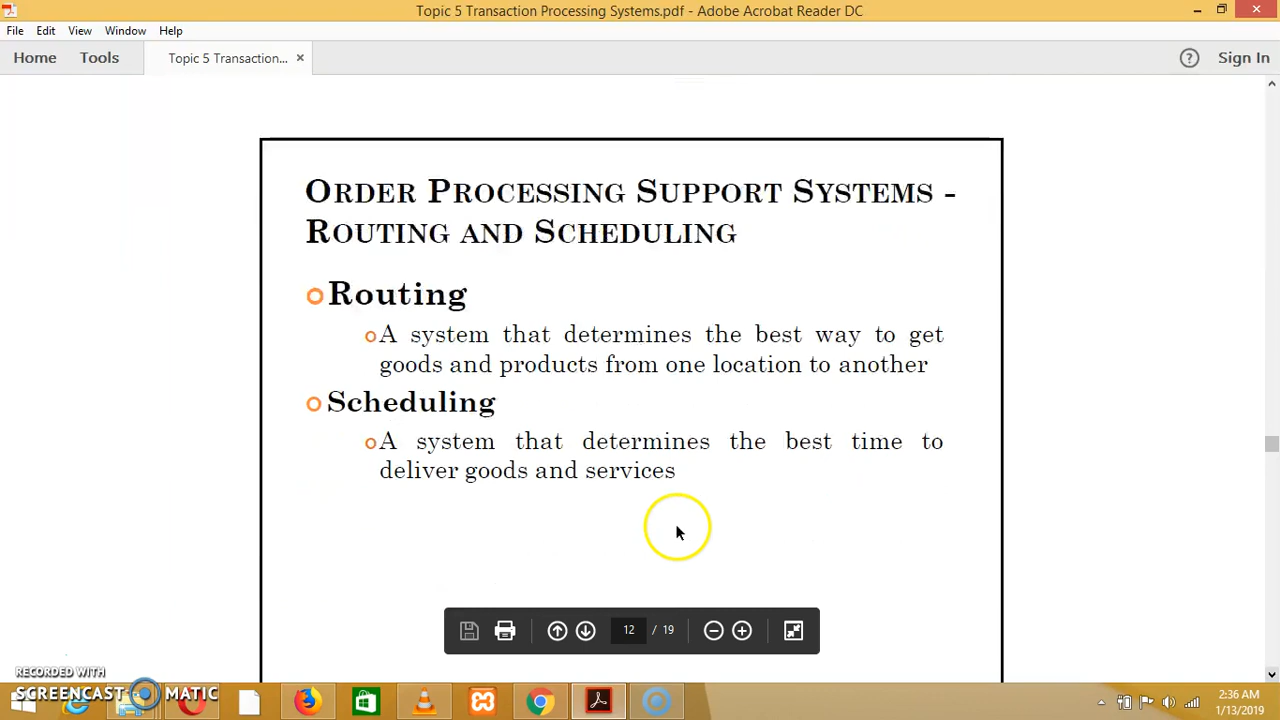 Topic 5 Transaction Processing Systems.pdf - Adobe Acrobat Reader DC
File Edit View Window Help
Home Tools Topic 5 Transaction... × ? Sign In
ORDER PROCESSING SUPPORT SYSTEMS -
ROUTING AND SCHEDULING
Routing
A system that determines the best way to get
goods and products from one location to another
Scheduling
A system that determines the best time to
deliver goods and services
12 / 19
RECORDED WITH
SCREENCAST MATIC
2:36 AM
1/13/2019